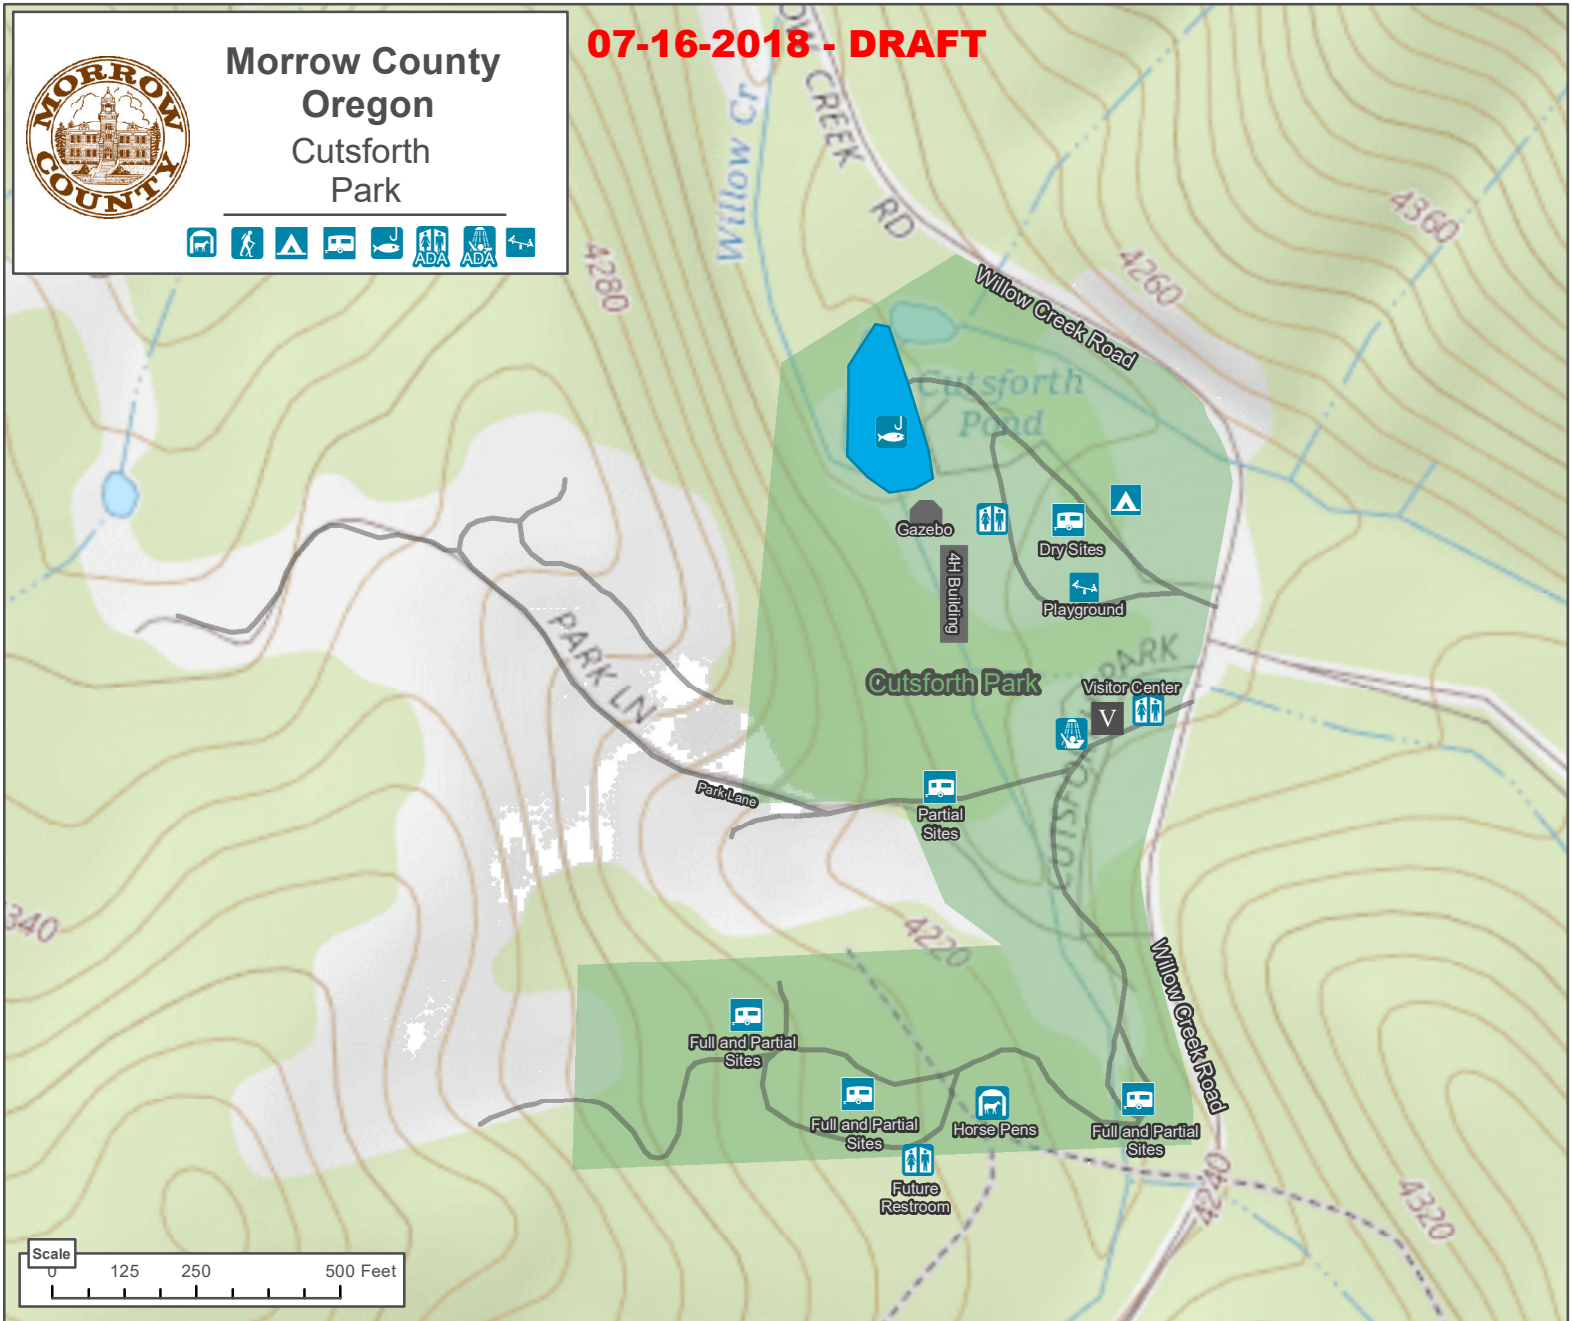 07-16-2018 - DRAFT
Morrow County
Oregon
Cutsforth
Park
MORROW
COUNTY
ADA
ADA
OW CREEK
RD
Willow Cr
4280
4260
4360
Willow Creek Road
Cutsforth
Pond
Gazebo
4H Building
Dry Sites
Playground
PARK LN
Cutsforth Park
PARK
Visitor Center
V
Park Lane
Partial
Sites
CUTSFO
340
4220
Willow Creek Road
Full and Partial
Sites
Full and Partial
Sites
Horse Pens
Full and Partial
Sites
Future
Restroom
4240
4320
Scale
0 125 250 500 Feet